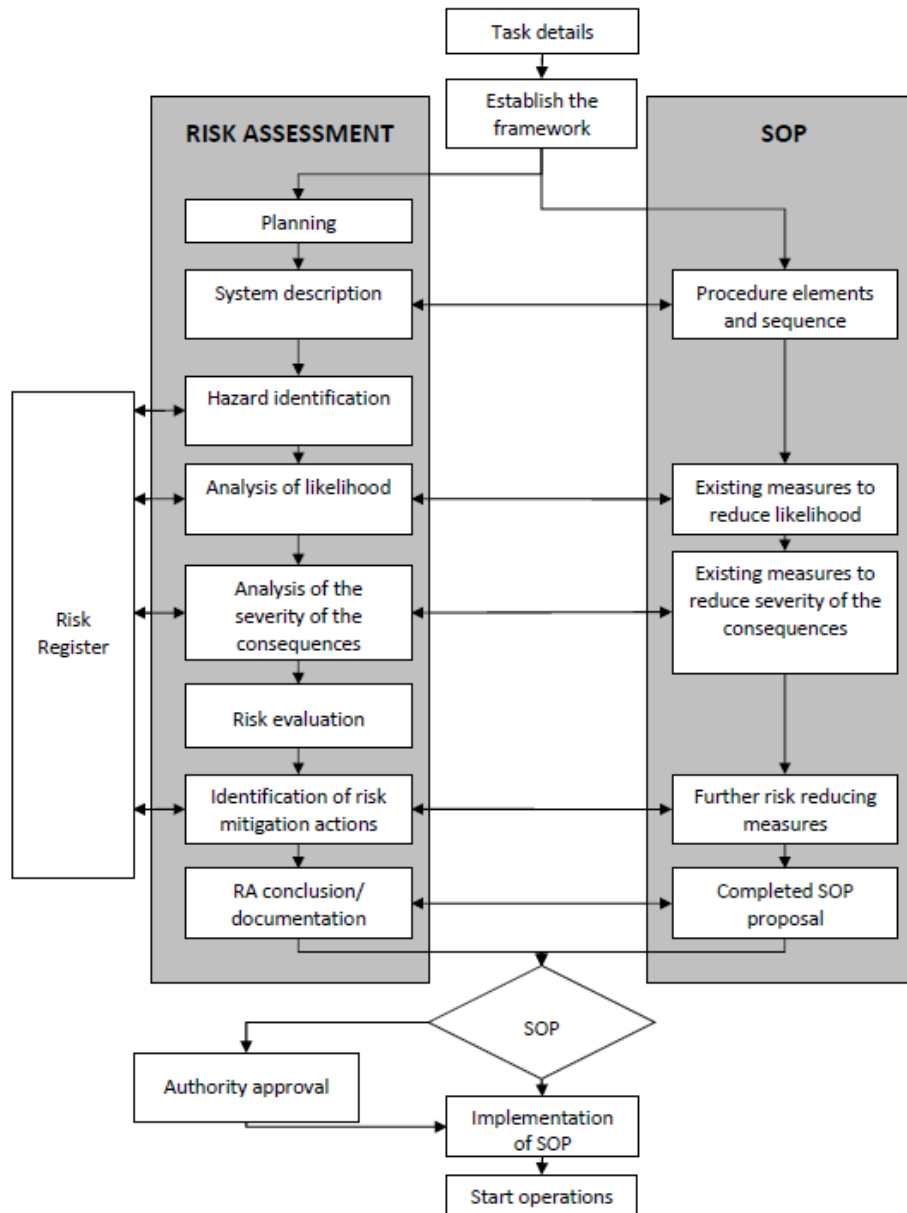 Task details
Establish the
framework
RISK ASSESSMENT
SOP
Planning
System description
Procedure elements
and sequence
Hazard identification
Analysis of likelihood
Existing measures to
reduce likelihood
Analysis of the
severity of the
consequences
Existing measures to
reduce severity of the
consequences
Risk
Register
Risk evaluation
Identification of risk
mitigation actions
Further risk reducing
measures
RA conclusion/
documentation
Completed SOP
proposal
SOP
Authority approval
Implementation
of SOP
Start operations